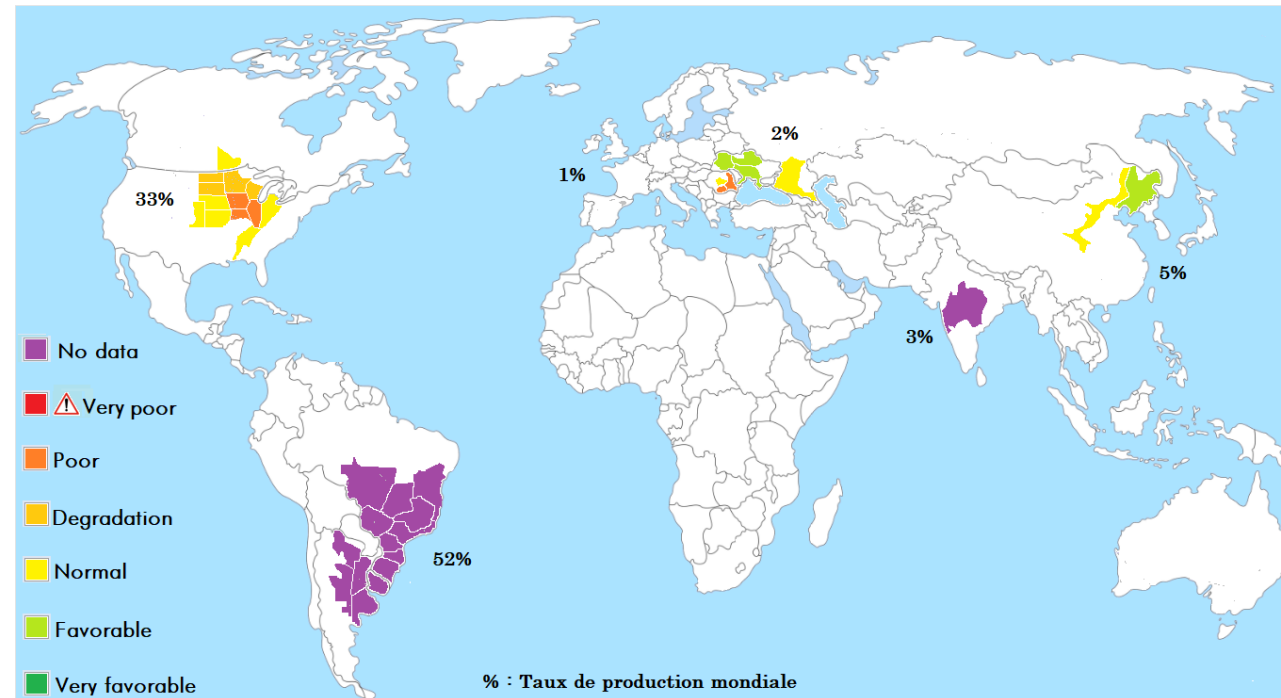 2%
1%
33%
5%
3%
No data
Very poor
Poor
Degradation
52%
Normal
Favorable
Very favorable
% : Taux de production mondiale